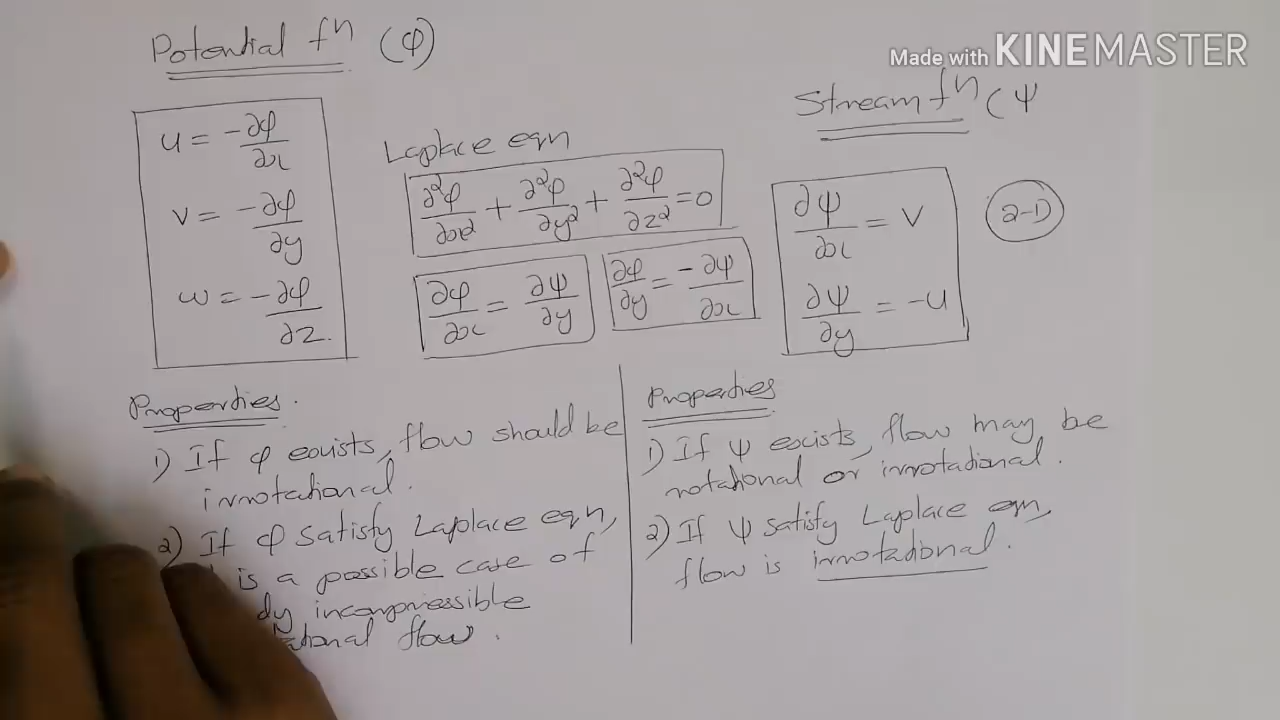 Potential fn (φ)
Made with KINEMASTER
Stream fn (ψ
u = -∂φ/∂x
v = -∂φ/∂y
w = -∂φ/∂z.
Laplace eqn
∂²φ/∂x² + ∂²φ/∂y² + ∂²φ/∂z² = 0
∂φ/∂x = ∂ψ/∂y
∂φ/∂y = -∂ψ/∂x
∂ψ/∂x = v
∂ψ/∂y = -u
2-D
Properties.
1) If φ exists, flow should be
irrotational.
2) If φ satisfy Laplace eqn,
is a possible case of
dy incompressible
tational flow.
Properties
1) If ψ exists, flow may be
rotational or irrotational.
2) If ψ satisfy Laplace eqn,
flow is irrotational.